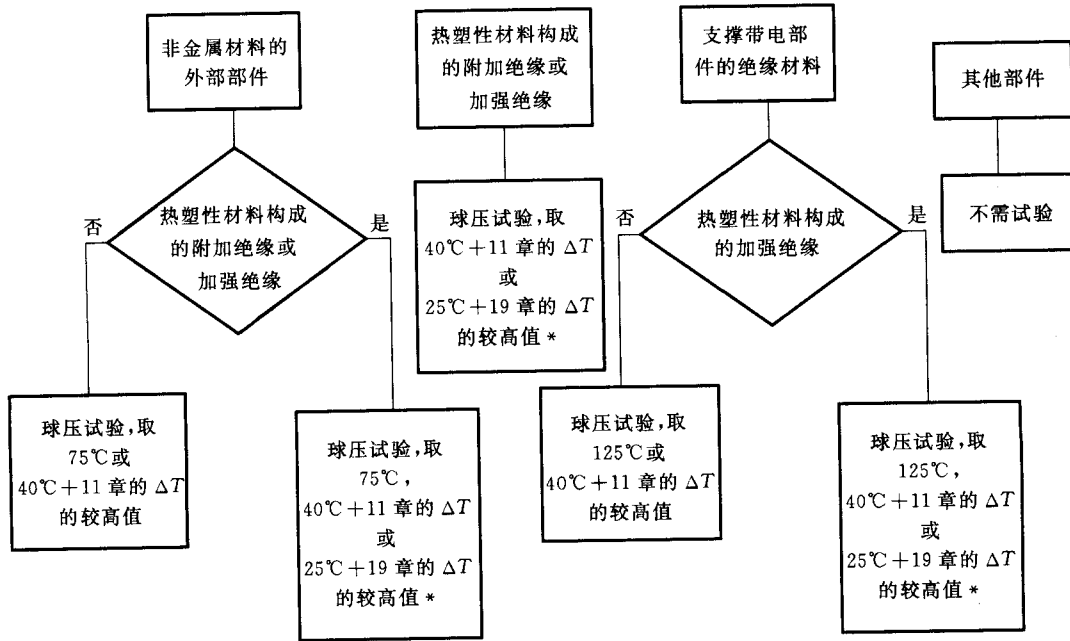 非金属材料的
外部部件
热塑性材料构成
的附加绝缘或
加强绝缘
支撑带电部
件的绝缘材料
其他部件
否
热塑性材料构成
的附加绝缘或
加强绝缘
是
球压试验,取
40℃+11 章的 ΔT
或
25℃+19 章的 ΔT
的较高值 *
否
热塑性材料构成
的加强绝缘
是
不需试验
球压试验,取
75℃或
40℃+11 章的 ΔT
的较高值
球压试验,取
75℃,
40℃+11 章的 ΔT
或
25℃+19 章的 ΔT
的较高值 *
球压试验,取
125℃或
40℃+11 章的 ΔT
的较高值
球压试验,取
125℃,
40℃+11 章的 ΔT
或
25℃+19 章的 ΔT
的较高值 *